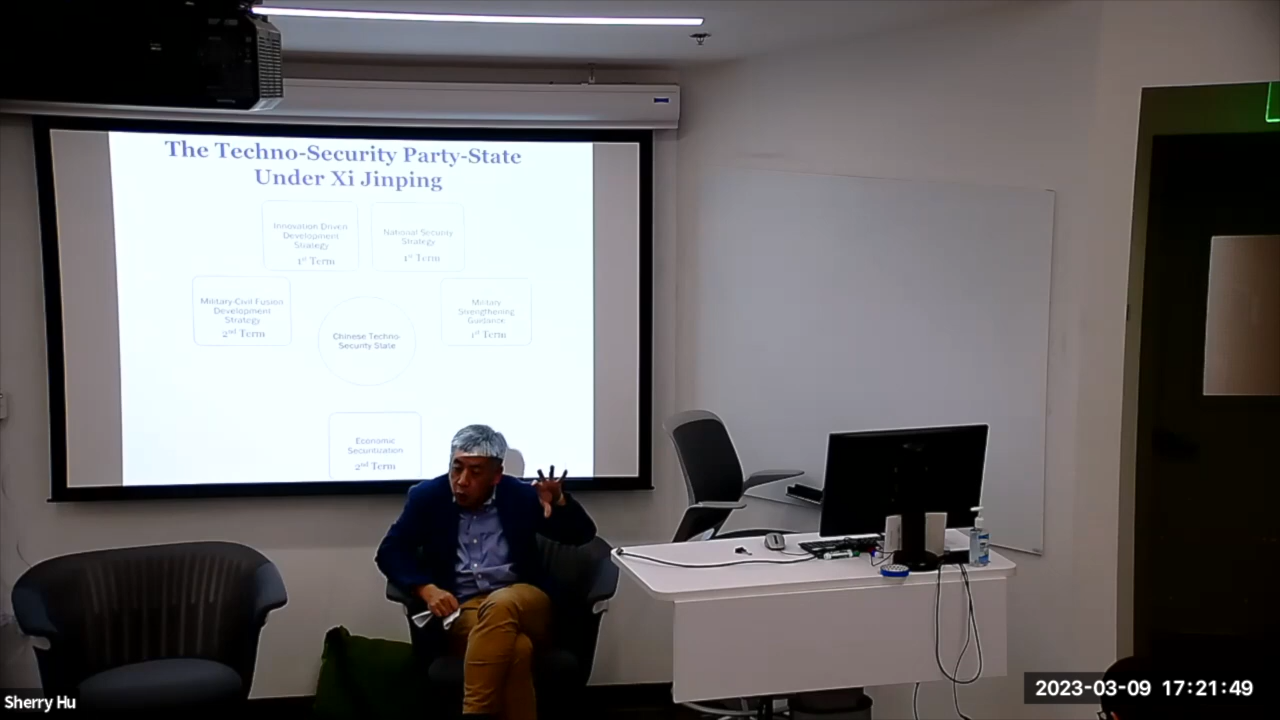 The Techno-Security Party-State
Under Xi Jinping
Innovation Driven
Development
Strategy
1st Term
National Security
Strategy
1st Term
Military-Civil Fusion
Development
Strategy
2nd Term
Military
Strengthening
Guidance
1st Term
Chinese Techno-
Security State
Economic
Securitization
2nd Term
Sherry Hu
2023-03-09 17:21:49